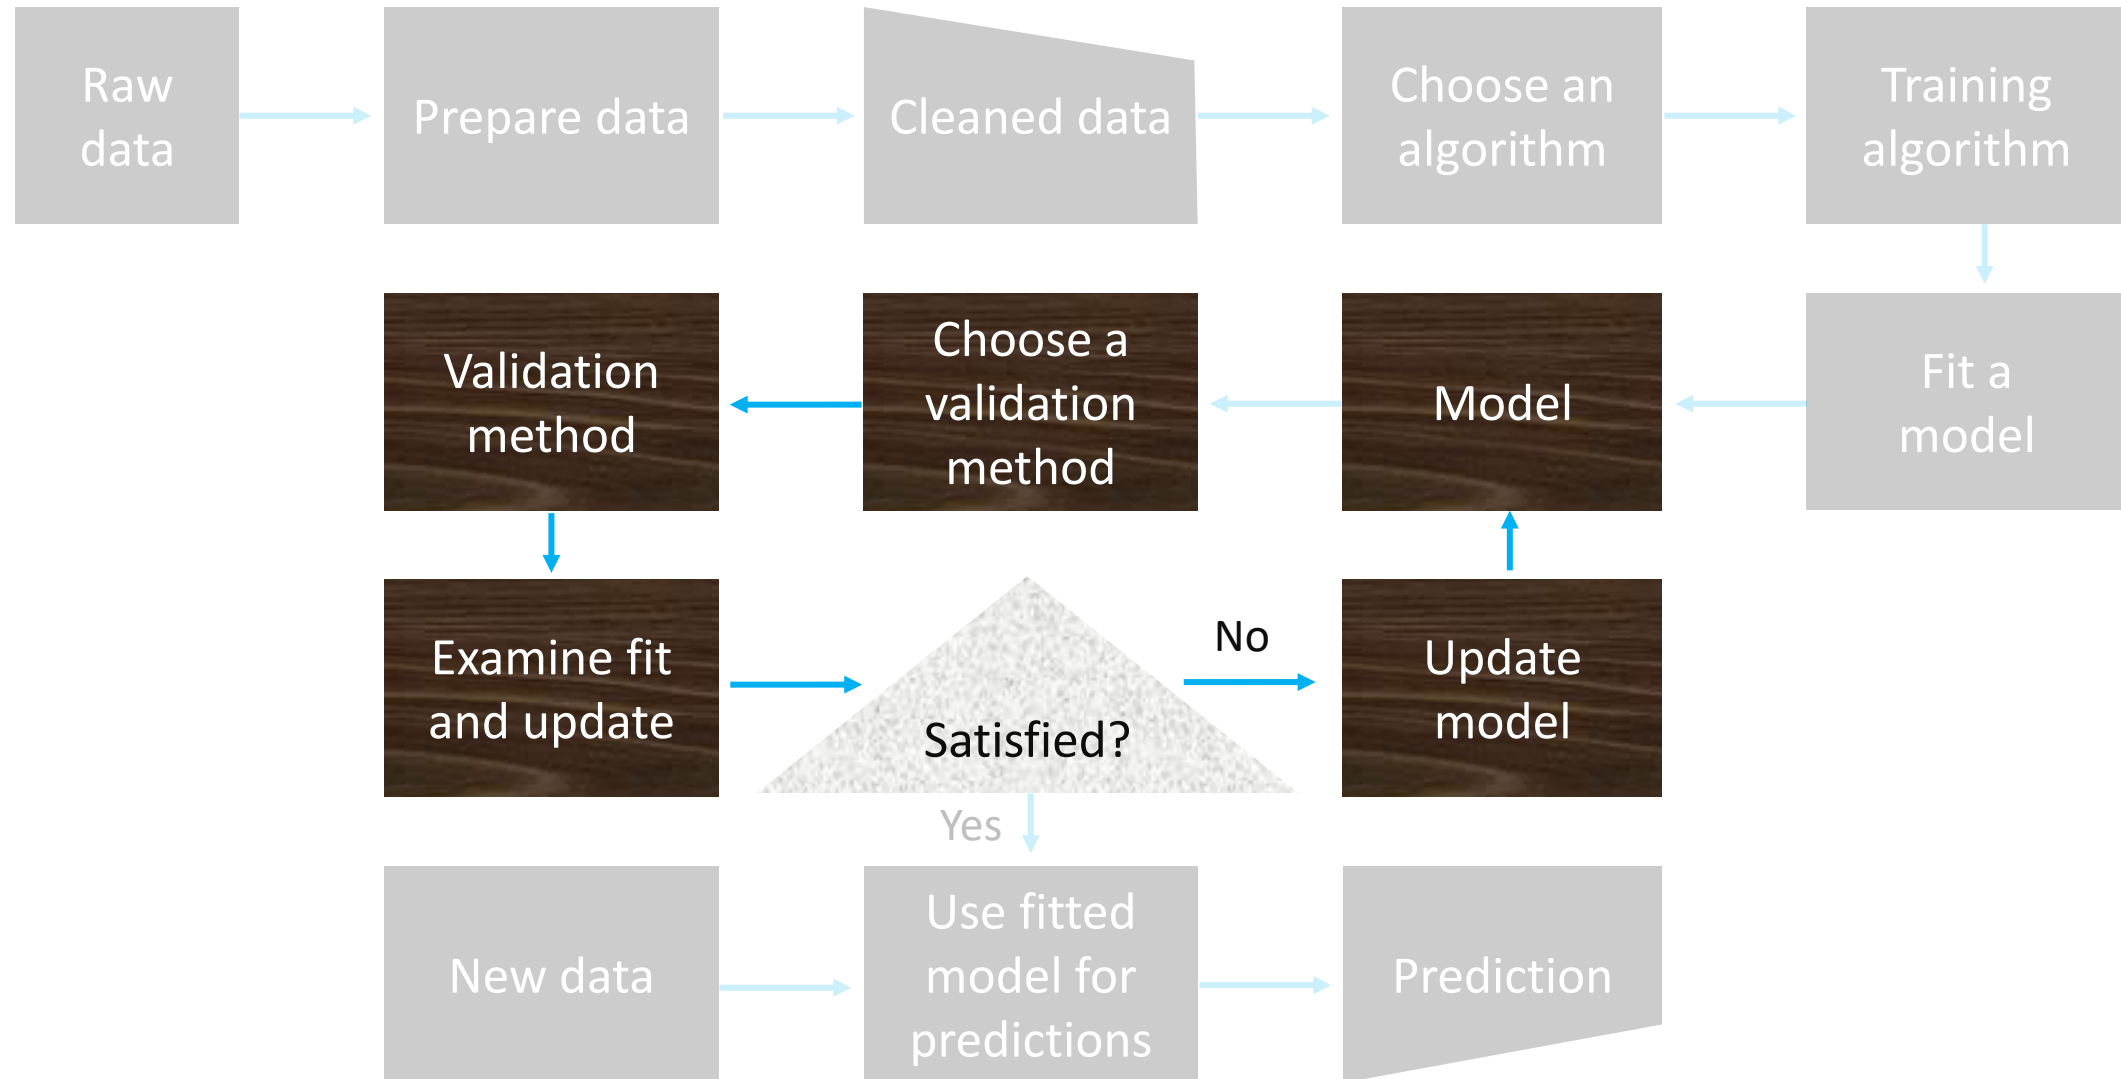 Raw
data
Prepare data
Cleaned data
Choose an
algorithm
Training
algorithm
Validation
method
Choose a
validation
method
Model
Fit a
model
Examine fit
and update
Satisfied?
No
Update
model
Yes
New data
Use fitted
model for
predictions
Prediction